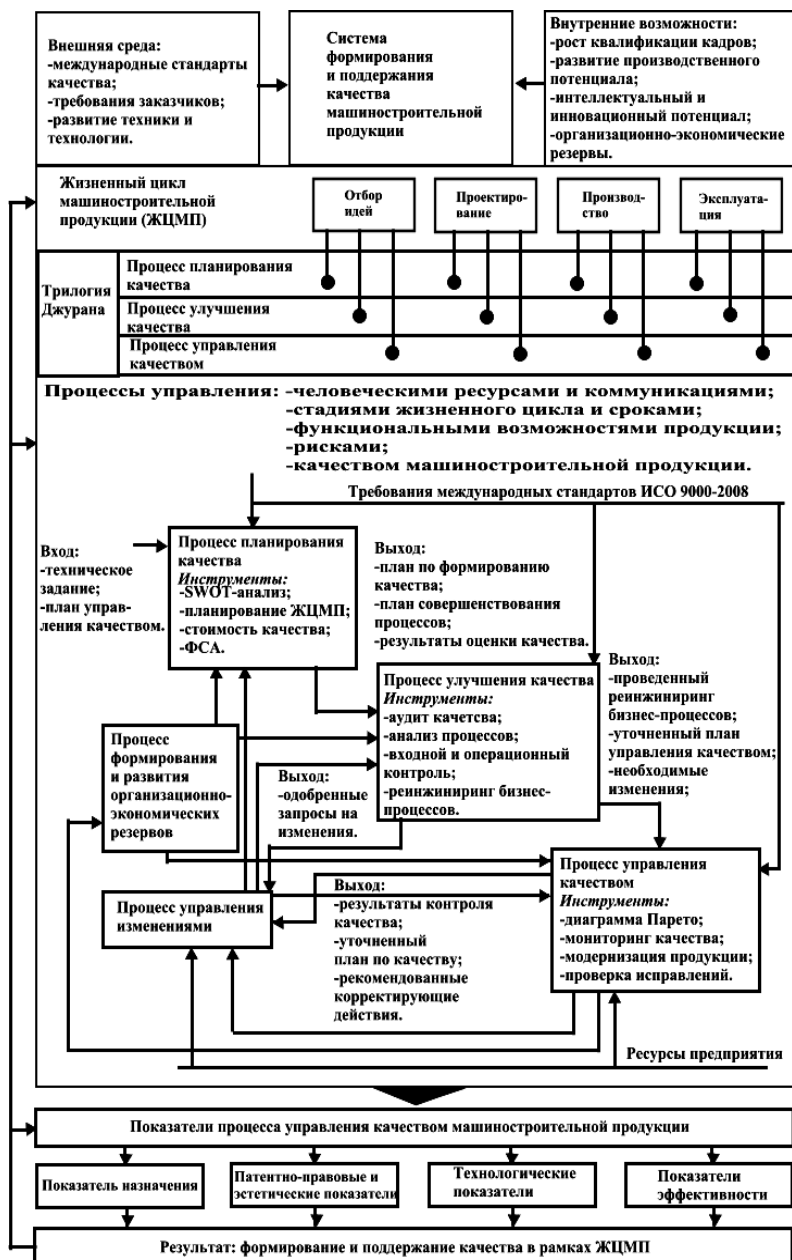 Внешняя среда:
-международные стандарты
качества;
-требования заказчиков;
-развитие техники и
технологии.
Система
формирования
и поддержания
качества
машиностроительной
продукции
Внутренние возможности:
-рост квалификации кадров;
-развитие производственного
потенциала;
-интеллектуальный и
инновационный потенциал;
-организационно-экономические
резервы.
Жизненный цикл
машиностроительной
продукции (ЖЦМП)
Отбор
идей
Проектиро-
вание
Производ-
ство
Эксплуата-
ция
Трилогия
Джурана
Процесс планирования
качества
Процесс улучшения
качества
Процесс управления
качеством
Процессы управления: -человеческими ресурсами и коммуникациями;
-стадиями жизненного цикла и сроками;
-функциональными возможностями продукции;
-рисками;
-качеством машиностроительной продукции.
Требования международных стандартов ИСО 9000-2008
Вход:
-техническое
задание;
-план управ-
ления качеством.
Процесс планирования
качества
Инструменты:
-SWOT-анализ;
-планирование ЖЦМП;
-стоимость качества;
-ФСА.
Выход:
-план по формированию
качества;
-план совершенствования
процессов;
-результаты оценки качества.
Процесс улучшения качества
Инструменты:
-аудит качетсва;
-анализ процессов;
-входной и операционный
контроль;
-реинжиниринг бизнес-
процессов.
Выход:
-проведенный
реинжиниринг
бизнес-процессов;
-уточненный план
управления качеством;
-необходимые
изменения;
Процесс
формирования
и развития
организационно-
экономических
резервов
Выход:
-одобренные
запросы на
изменения.
Процесс управления
изменениями
Выход:
-результаты контроля
качества;
-уточненный
план по качеству;
-рекомендованные
корректирующие
действия.
Процесс управления
качеством
Инструменты:
-диаграмма Парето;
-мониторинг качества;
-модернизация продукции;
-проверка исправлений.
Ресурсы предприятия
Показатели процесса управления качеством машиностроительной продукции
Показатель назначения
Патентно-правовые и
эстетические показатели
Технологические
показатели
Показатели
эффективности
Результат: формирование и поддержание качества в рамках ЖЦМП